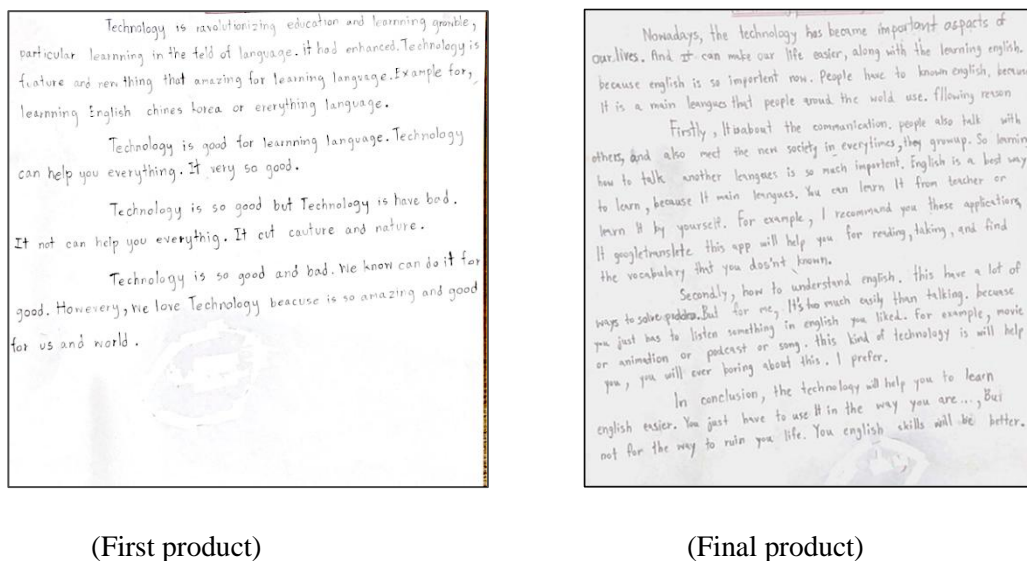 Technology is ravolutionizing education and learnning growble,
particular learnning in the feld of language. it had enhanced. Technology is
fuature and new thing that amazing for learning langvage. Example for,
learnning English chines korea or ererything language.
Technology is good for learnning language. Technology
can help you everything. It very so good.
Technology is so good but Technology is have bad.
It not can help you everythig. It cut cauture and nature.
Technology is so good and bad. We know can do it for
good. Howevery, we love Technology beacuse is so amazing and good
for us and world.
Nowadays, the technology has became important aspacts of
our lives. And It can make our life easier, along with the learning english.
because english is so importent now. People have to known english, because
It is a main leangues that people aroud the wold use. fllowing reason
Firstly, It is about the communication. people also talk with
others, and also meet the new society in everytimes, they growup. So learning
how to talk another leangues is so much importent. English is a best way
to learn, because It main leangues. You can learn It from teacher or
learn It by yourself. For example, I recommand you those applications,
It googletranslete this app will help you for reading, taking, and find
the vocabulary that you dos'nt known.
Secondly, how to understand english. this have a lot of
ways to solve But for me, It's too much easily than talking. becuese
you just has to listen something in english you liked. For example, movie
or animation or podcast or song. this kind of technology is will help
you, you will ever boring about this. I prefer.
In conclusion, the technology will help you to learn
english easier. You just have to use It in the way you are..., But
not for the way to ruin you life. You english skills will be better.
(First product)
(Final product)